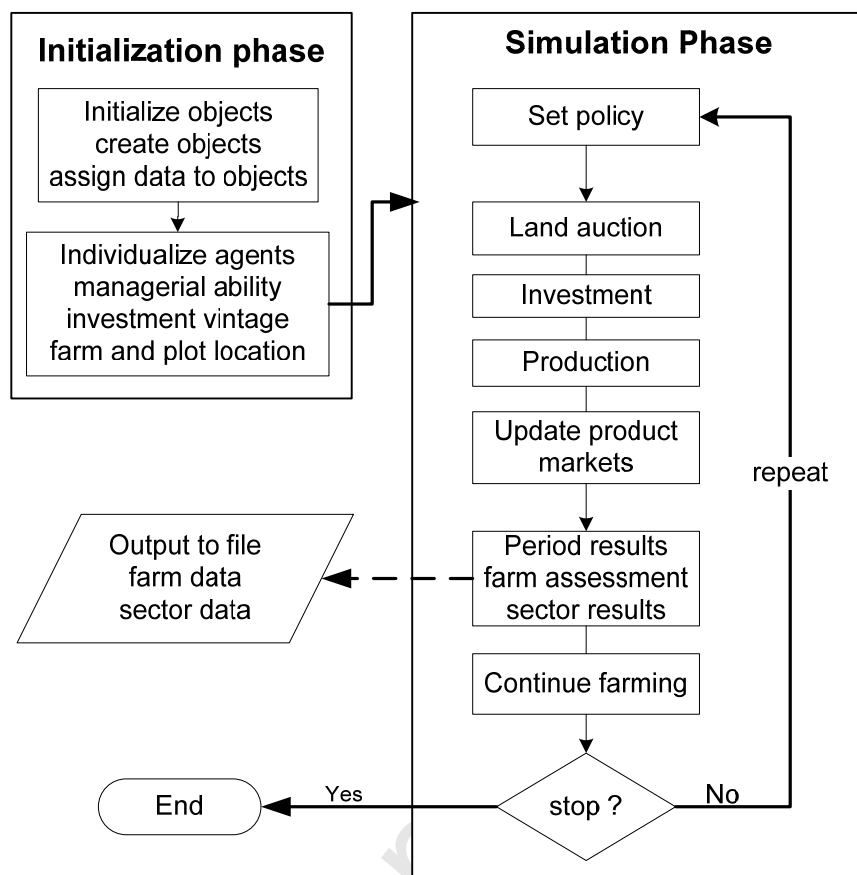 Initialization phase
Initialize objects
create objects
assign data to objects
Individualize agents
managerial ability
investment vintage
farm and plot location
Simulation Phase
Set policy
Land auction
Investment
Production
Update product
markets
repeat
Period results
farm assessment
sector results
Output to file
farm data
sector data
Continue farming
stop ?
No
Yes
End